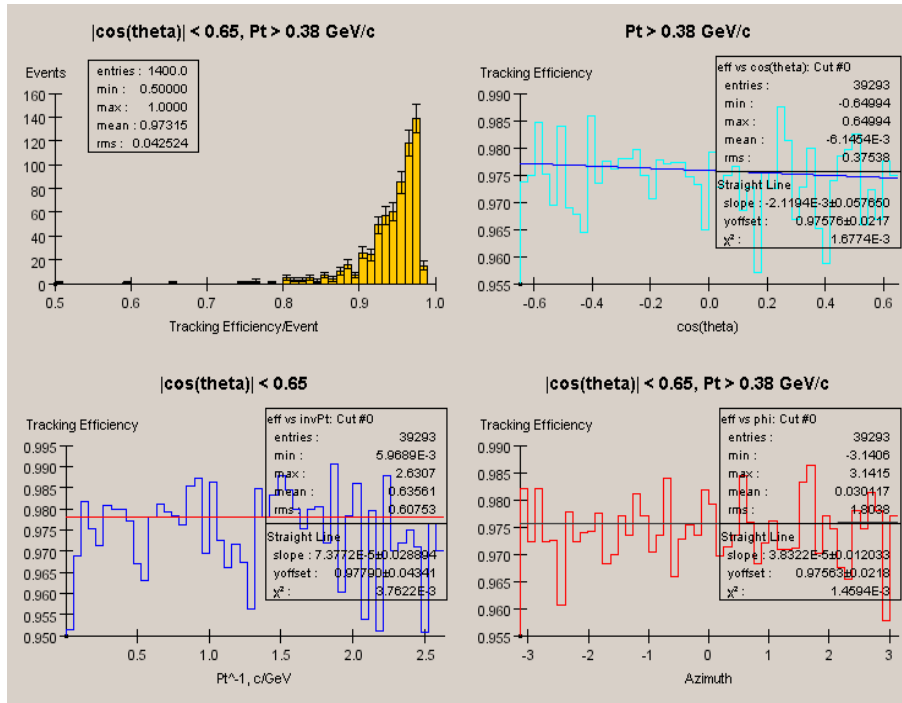 |cos(theta)| < 0.65, Pt > 0.38 GeV/c
Events
entries : 1400.0
min : 0.50000
max : 1.0000
mean : 0.97315
rms : 0.042524
160
140
120
100
80
60
40
20
0
0.5 0.6 0.7 0.8 0.9 1.0
Tracking Efficiency/Event
Pt > 0.38 GeV/c
Tracking Efficiency
eff vs cos(theta): Cut #0
entries : 39293
min : -0.64994
max : 0.64994
mean : -6.1454E-3
rms : 0.37538
Straight Line
slope : -2.1194E-3±0.057650
yoffset : 0.97576±0.0217
χ² : 1.6774E-3
0.990
0.985
0.980
0.975
0.970
0.965
0.960
0.955
-0.6 -0.4 -0.2 0.0 0.2 0.4 0.6
cos(theta)
|cos(theta)| < 0.65
Tracking Efficiency
eff vs invPt: Cut #0
entries : 39293
min : 5.9689E-3
max : 2.6307
mean : 0.63561
rms : 0.60753
Straight Line
slope : 7.3772E-5±0.028894
yoffset : 0.97790±0.04341
χ² : 3.7622E-3
0.995
0.990
0.985
0.980
0.975
0.970
0.965
0.960
0.955
0.950
0.5 1.0 1.5 2.0 2.5
Pt^-1, c/GeV
|cos(theta)| < 0.65, Pt > 0.38 GeV/c
Tracking Efficiency
eff vs phi: Cut #0
entries : 39293
min : -3.1406
max : 3.1415
mean : 0.030417
rms : 1.8038
Straight Line
slope : 3.8322E-5±0.012033
yoffset : 0.97563±0.0218
χ² : 1.4594E-3
0.990
0.985
0.980
0.975
0.970
0.965
0.960
0.955
-3 -2 -1 0 1 2 3
Azimuth